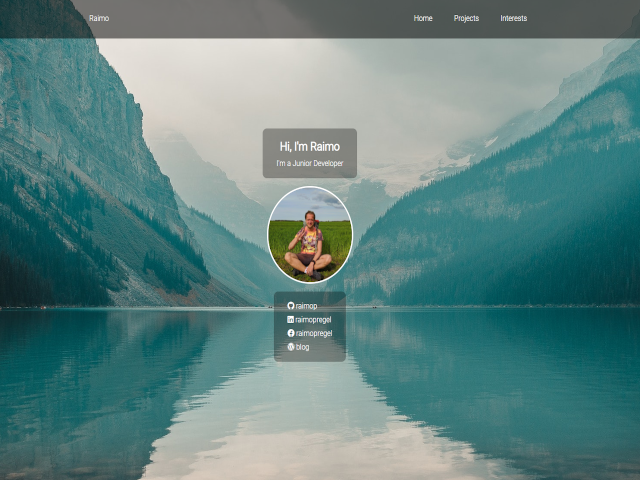 Raimo
Home
Projects
Interests
Hi, I'm Raimo
I'm a Junior Developer
raimop
raimopregel
raimopregel
blog